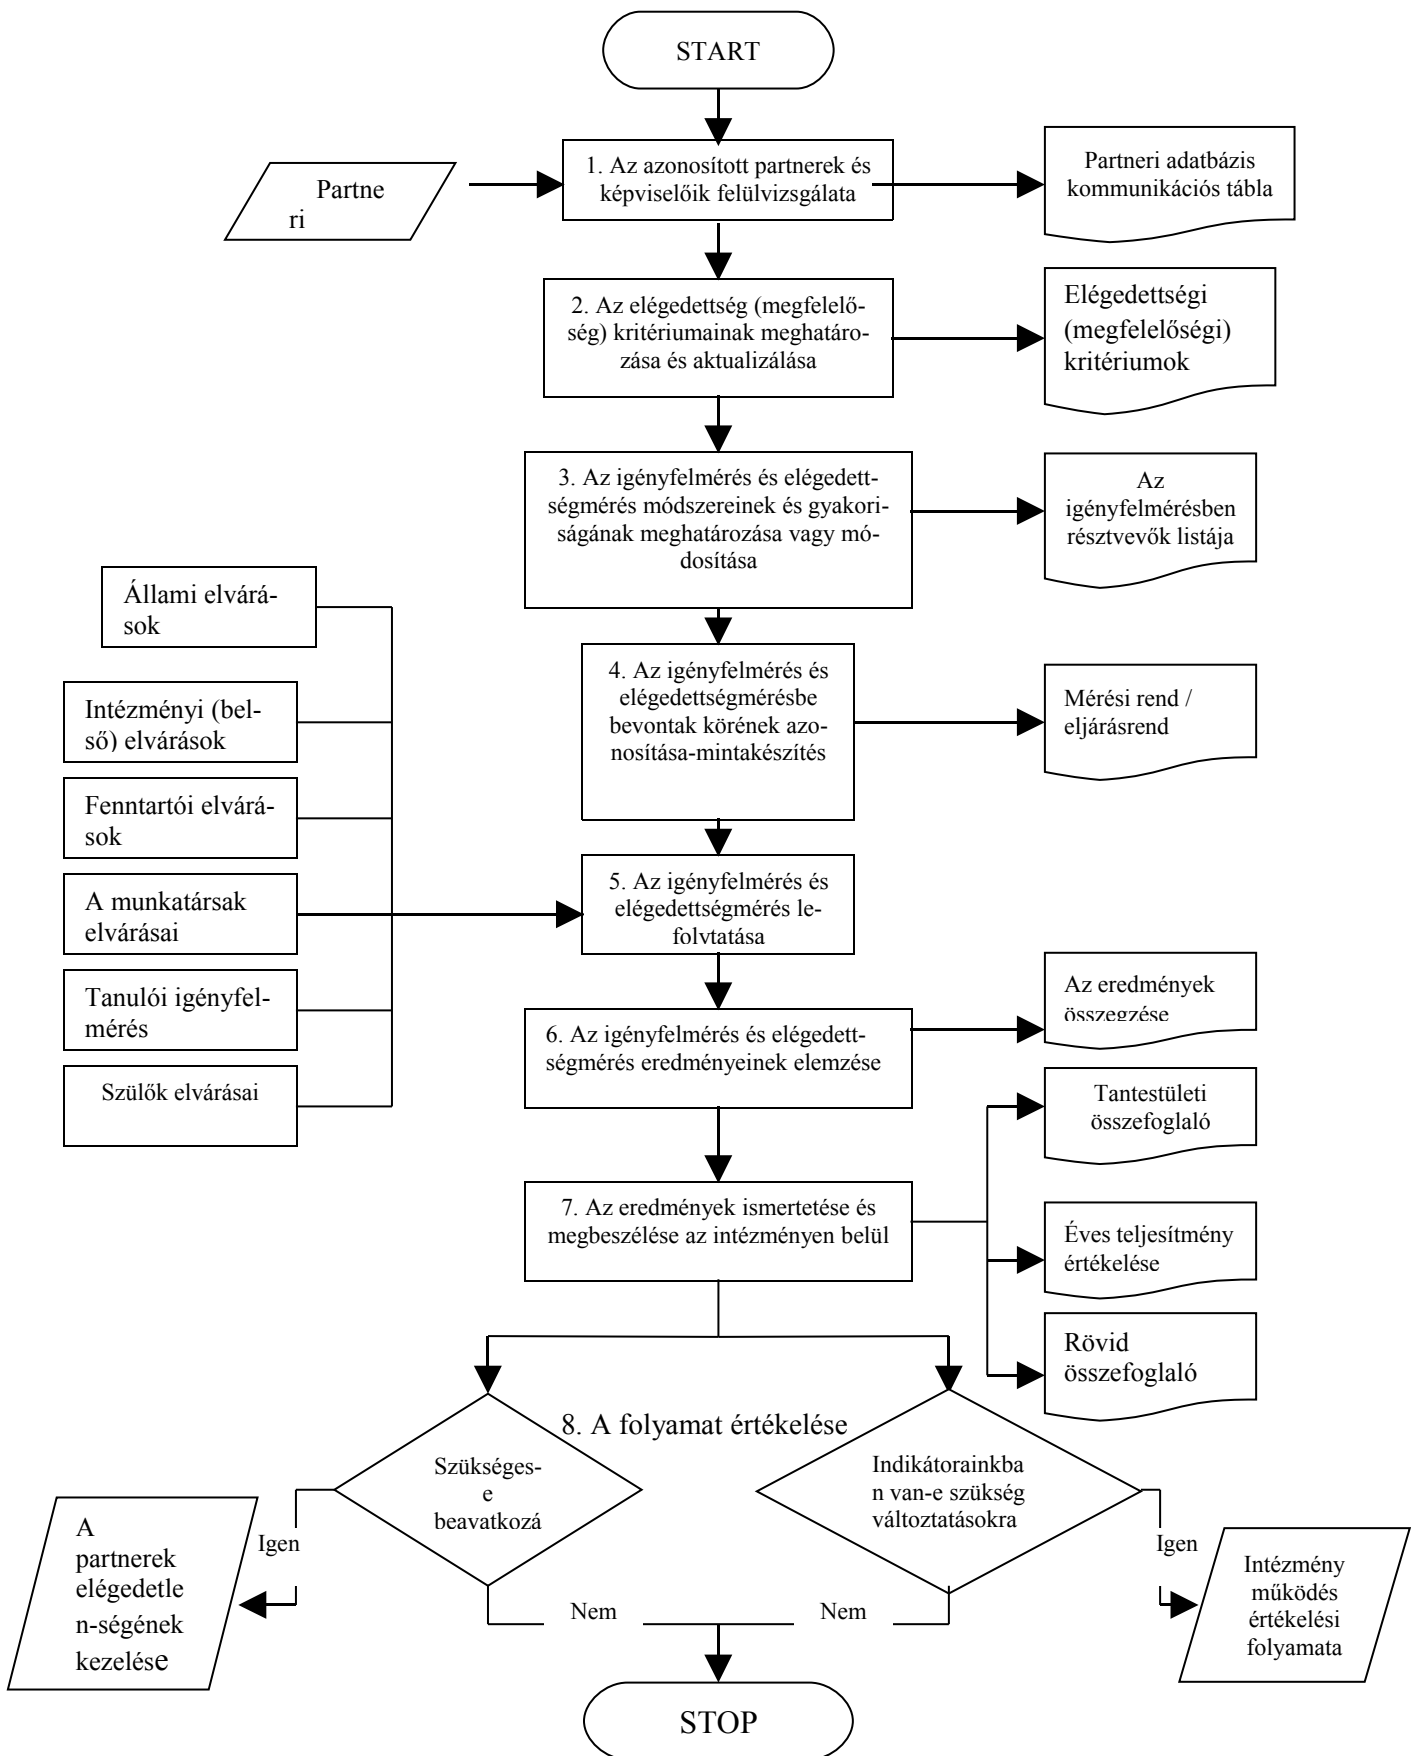 START
1. Az azonosított partnerek és
képviselőik felülvizsgálata
Partne
ri
Partneri adatbázis
kommunikációs tábla
2. Az elégedettség (megfelelő-
ség) kritériumainak meghatáro-
zása és aktualizálása
Elégedettségi
(megfelelőségi)
kritériumok
3. Az igényfelmérés és elégedett-
ségmérés módszereinek és gyakori-
ságának meghatározása vagy mó-
dosítása
Az
igényfelmérésben
résztvevők listája
Állami elvárá-
sok
Intézményi (bel-
ső) elvárások
Fenntartói elvárá-
sok
A munkatársak
elvárásai
Tanulói igényfel-
mérés
Szülők elvárásai
4. Az igényfelmérés és
elégedettségmérésbe
bevontak körének azo-
nosítása-mintakészítés
Mérési rend /
eljárásrend
5. Az igényfelmérés és
elégedettségmérés le-
folytatása
6. Az igényfelmérés és elégedett-
ségmérés eredményeinek elemzése
Az eredmények
összegzése
7. Az eredmények ismertetése és
megbeszélése az intézményen belül
Tantestületi
összefoglaló
Éves teljesítmény
értékelése
Rövid
összefoglaló
8. A folyamat értékelése
Szükséges-
e
beavatkozá
Indikátorainkba
n van-e szükség
változtatásokra
Igen
Igen
A
partnerek
elégedetle
n-ségének
kezelése
Intézmény
működés
értékelési
folyamata
Nem
Nem
STOP